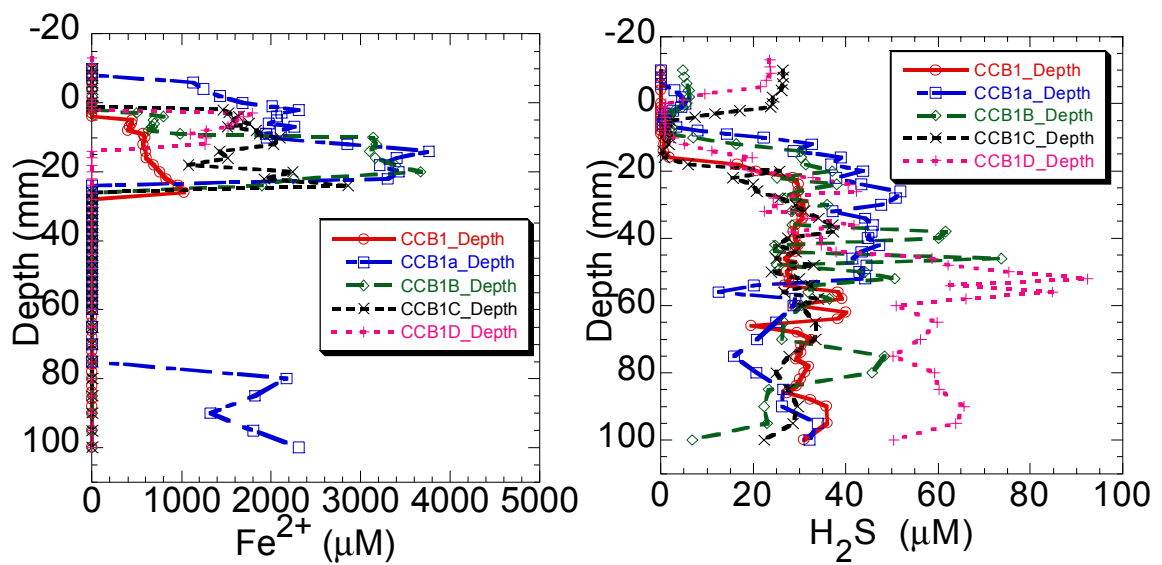 -20
0
20
40
60
80
100
Depth (mm)
0 1000 2000 3000 4000 5000
Fe²⁺ (μM)
CCB1_Depth
CCB1a_Depth
CCB1B_Depth
CCB1C_Depth
CCB1D_Depth
-20
0
20
40
60
80
100
Depth (mm)
0 20 40 60 80 100
H₂S (μM)
CCB1_Depth
CCB1a_Depth
CCB1B_Depth
CCB1C_Depth
CCB1D_Depth